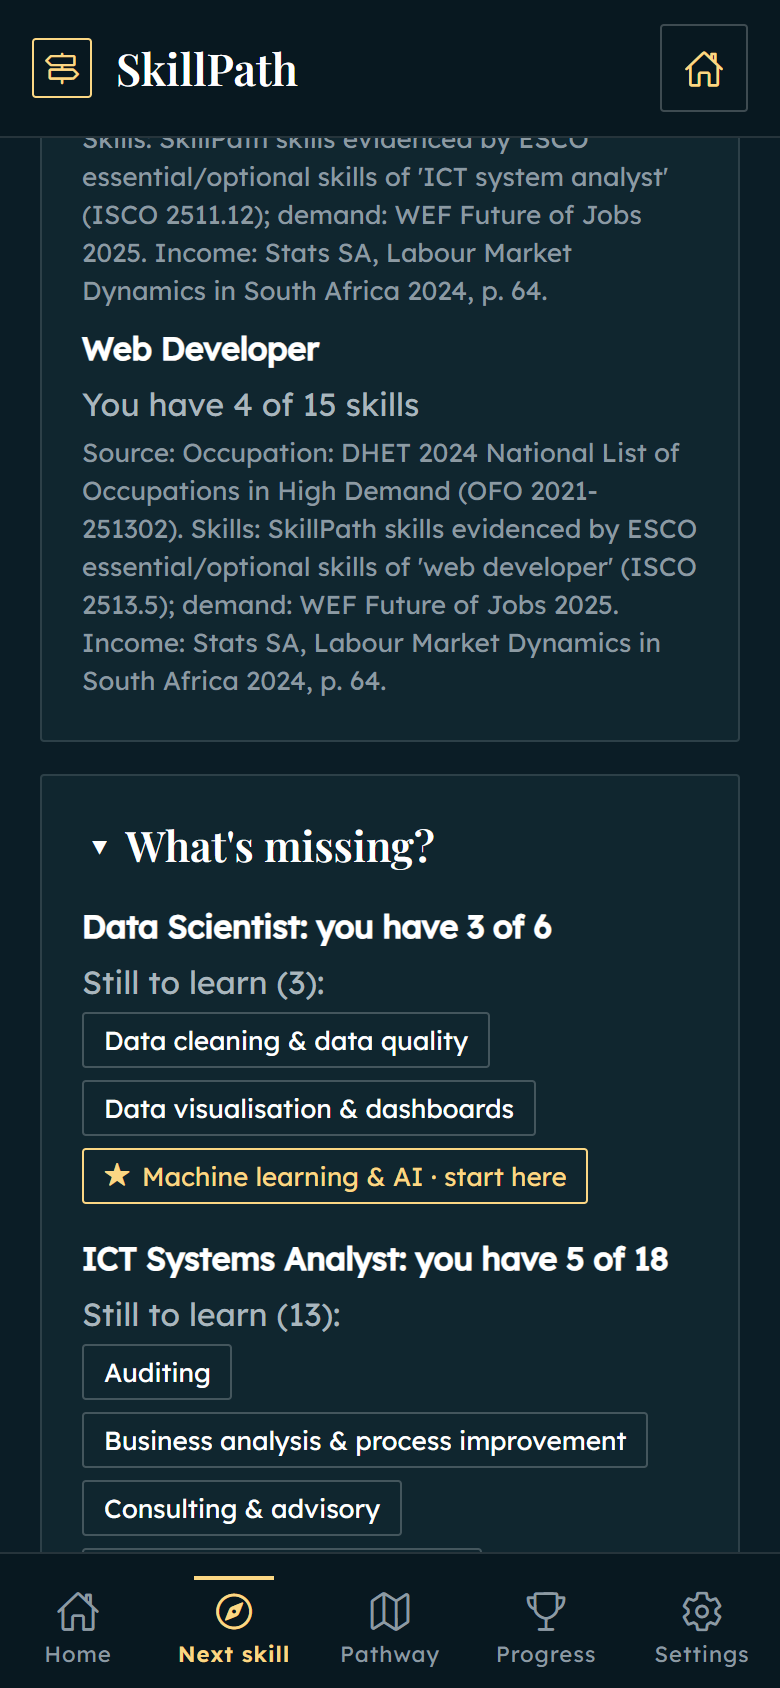 SkillPath
Skills: SkillPath skills evidenced by ESCO
essential/optional skills of 'ICT system analyst'
(ISCO 2511.12); demand: WEF Future of Jobs
2025. Income: Stats SA, Labour Market
Dynamics in South Africa 2024, p. 64.
Web Developer
You have 4 of 15 skills
Source: Occupation: DHET 2024 National List of
Occupations in High Demand (OFO 2021-
251302). Skills: SkillPath skills evidenced by ESCO
essential/optional skills of 'web developer' (ISCO
2513.5); demand: WEF Future of Jobs 2025.
Income: Stats SA, Labour Market Dynamics in
South Africa 2024, p. 64.
▼ What's missing?
Data Scientist: you have 3 of 6
Still to learn (3):
Data cleaning & data quality
Data visualisation & dashboards
★ Machine learning & AI · start here
ICT Systems Analyst: you have 5 of 18
Still to learn (13):
Auditing
Business analysis & process improvement
Consulting & advisory
Home Next skill Pathway Progress Settings